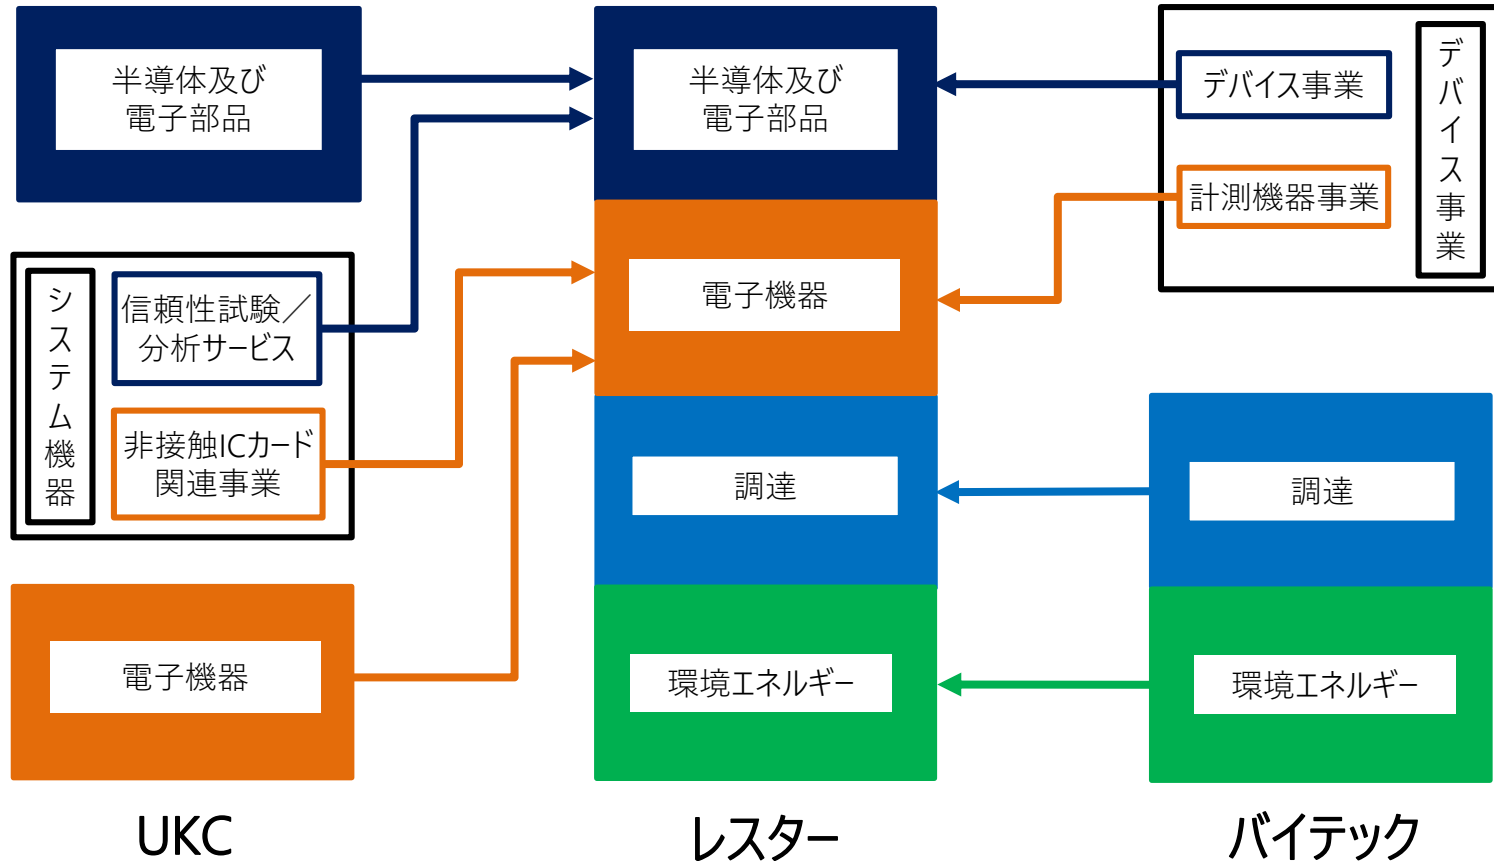 半導体及び
電子部品
システム機器
信頼性試験／
分析サービス
非接触ICカード
関連事業
電子機器
UKC
半導体及び
電子部品
電子機器
調達
環境エネルギー
レスター
デバイス事業
計測機器事業
デバイス事業
調達
環境エネルギー
バイテック